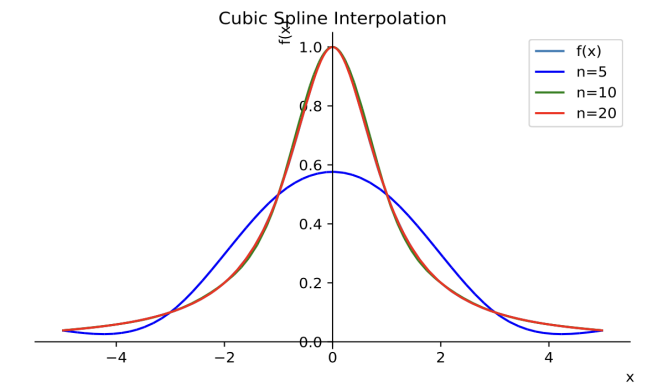 Cubic Spline Interpolation
f(x)
f(x)
n=5
n=10
n=20
1.0
0.8
0.6
0.4
0.2
0.0
−4
−2
0
2
4
x